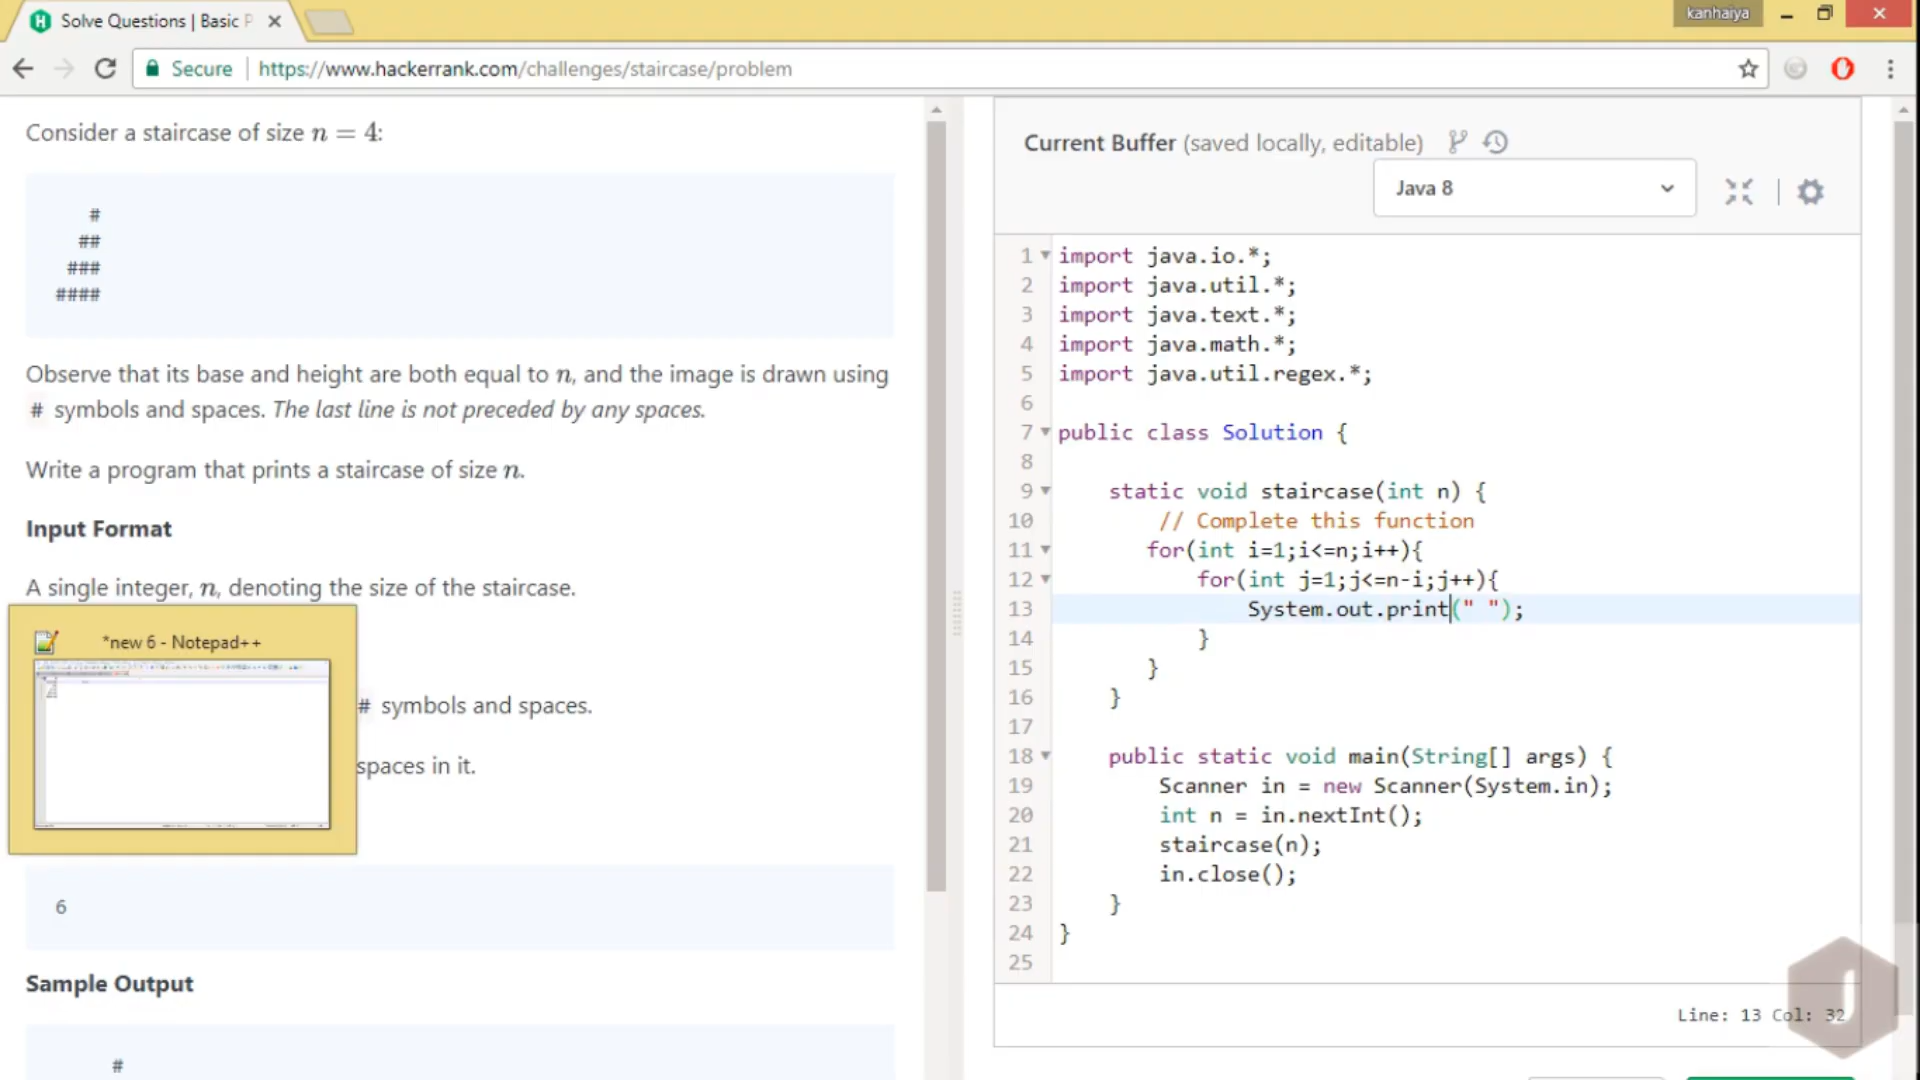 Solve Questions | Basic P
kanhaiya
Secure
https://www.hackerrank.com/challenges/staircase/problem
Consider a staircase of size n = 4:
#
##
###
####
Observe that its base and height are both equal to n, and the image is drawn using
# symbols and spaces. The last line is not preceded by any spaces.
Write a program that prints a staircase of size n.
Input Format
A single integer, n, denoting the size of the staircase.
*new 6 - Notepad++
# symbols and spaces.
spaces in it.
6
Sample Output
#
Current Buffer (saved locally, editable)
Java 8
1 import java.io.*;
2 import java.util.*;
3 import java.text.*;
4 import java.math.*;
5 import java.util.regex.*;
6
7 public class Solution {
8
9 static void staircase(int n) {
10 // Complete this function
11 for(int i=1;i<=n;i++){
12 for(int j=1;j<=n-i;j++){
13 System.out.print(" ");
14 }
15 }
16 }
17
18 public static void main(String[] args) {
19 Scanner in = new Scanner(System.in);
20 int n = in.nextInt();
21 staircase(n);
22 in.close();
23 }
24 }
25
Line: 13 Col: 32